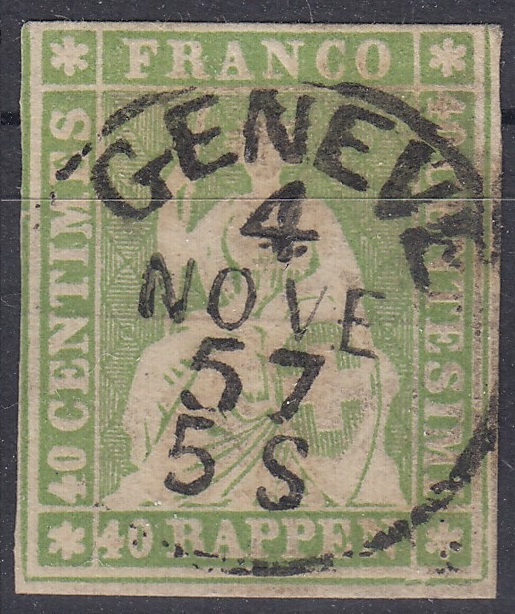 FRANCO
40 CENTIMES
40 CENTESIMI
40 RAPPEN
GENEVE
4
NOVE
57
5 S